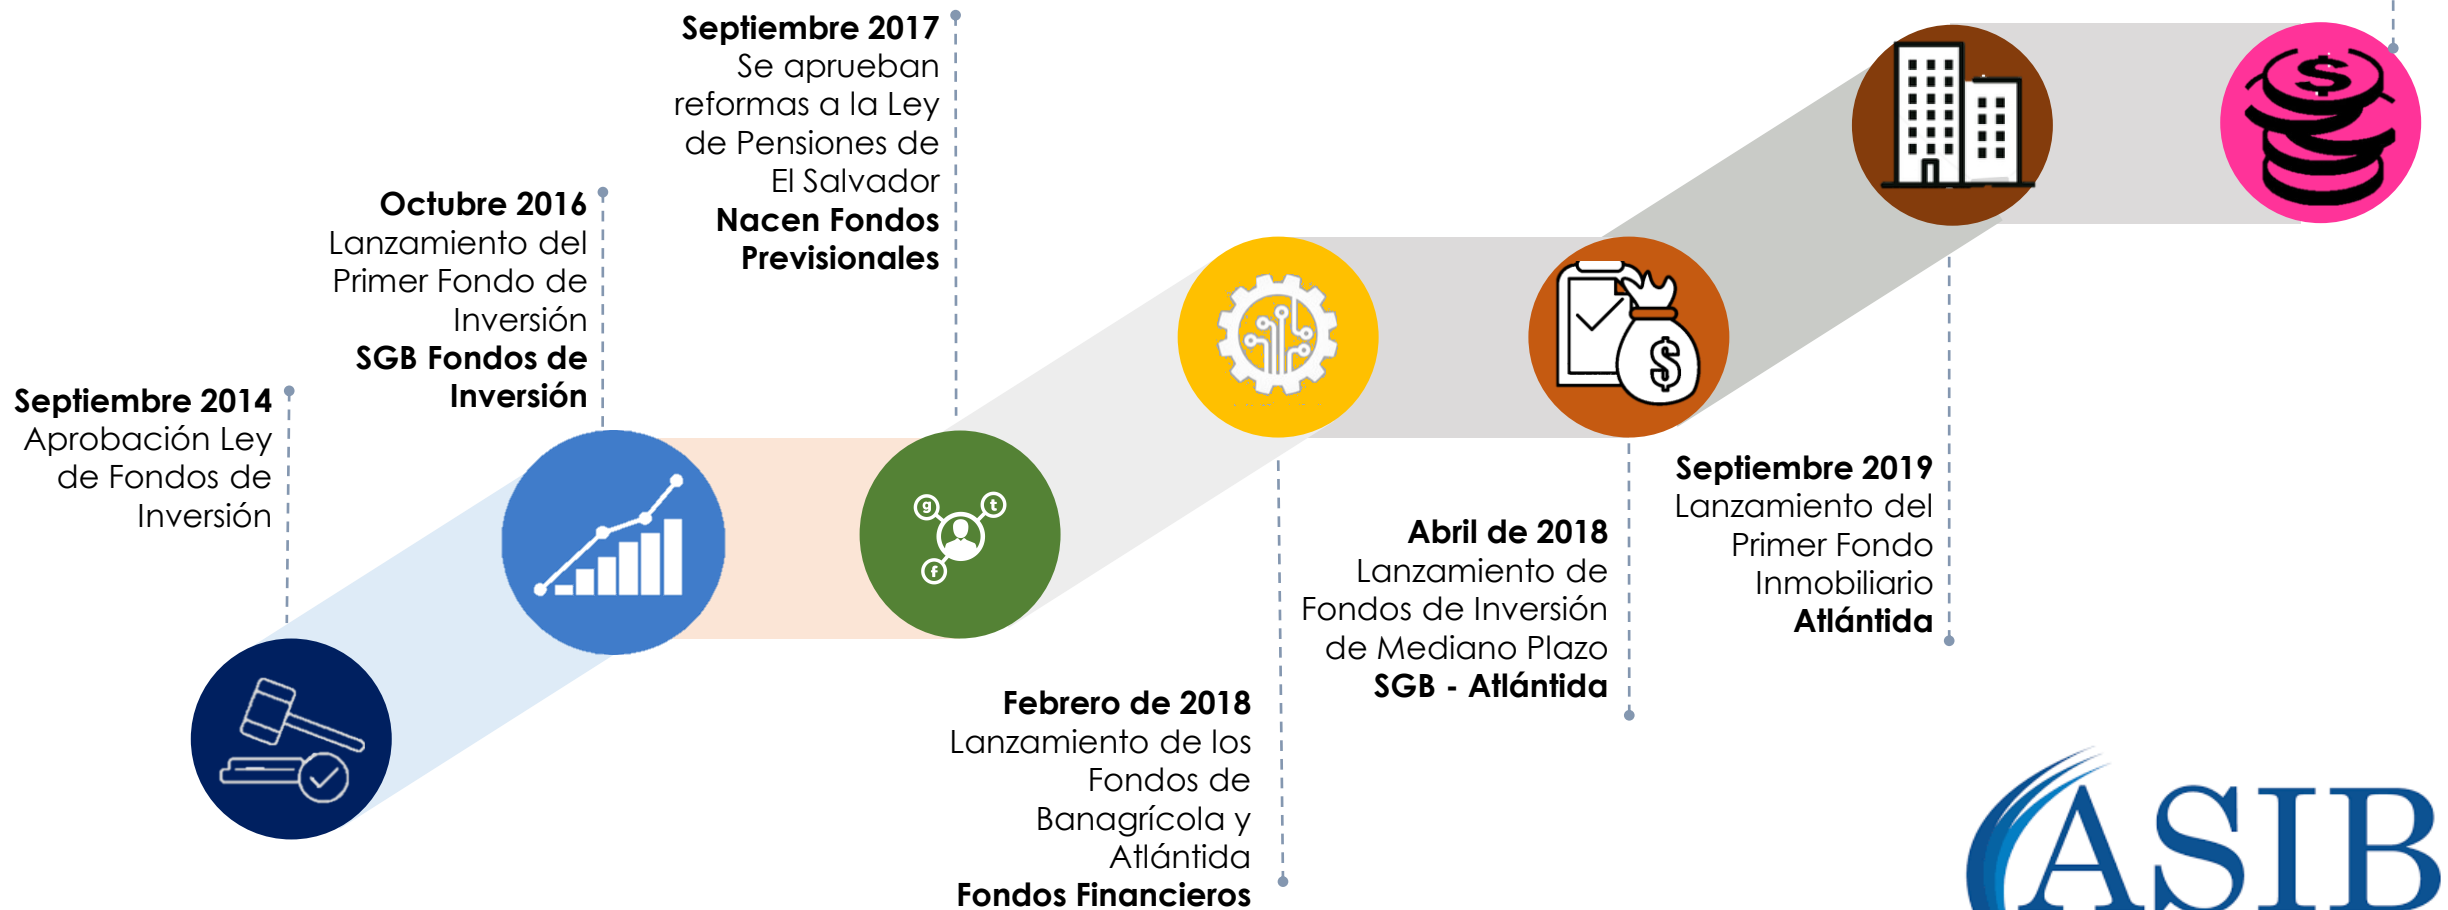 Septiembre 2014
Aprobación Ley
de Fondos de
Inversión
Octubre 2016
Lanzamiento del
Primer Fondo de
Inversión
SGB Fondos de
Inversión
Septiembre 2017
Se aprueban
reformas a la Ley
de Pensiones de
El Salvador
Nacen Fondos
Previsionales
g
t
f
Febrero de 2018
Lanzamiento de los
Fondos de
Banagrícola y
Atlántida
Fondos Financieros
Abril de 2018
Lanzamiento de
Fondos de Inversión
de Mediano Plazo
SGB - Atlántida
$
Septiembre 2019
Lanzamiento del
Primer Fondo
Inmobiliario
Atlántida
$
ASIB